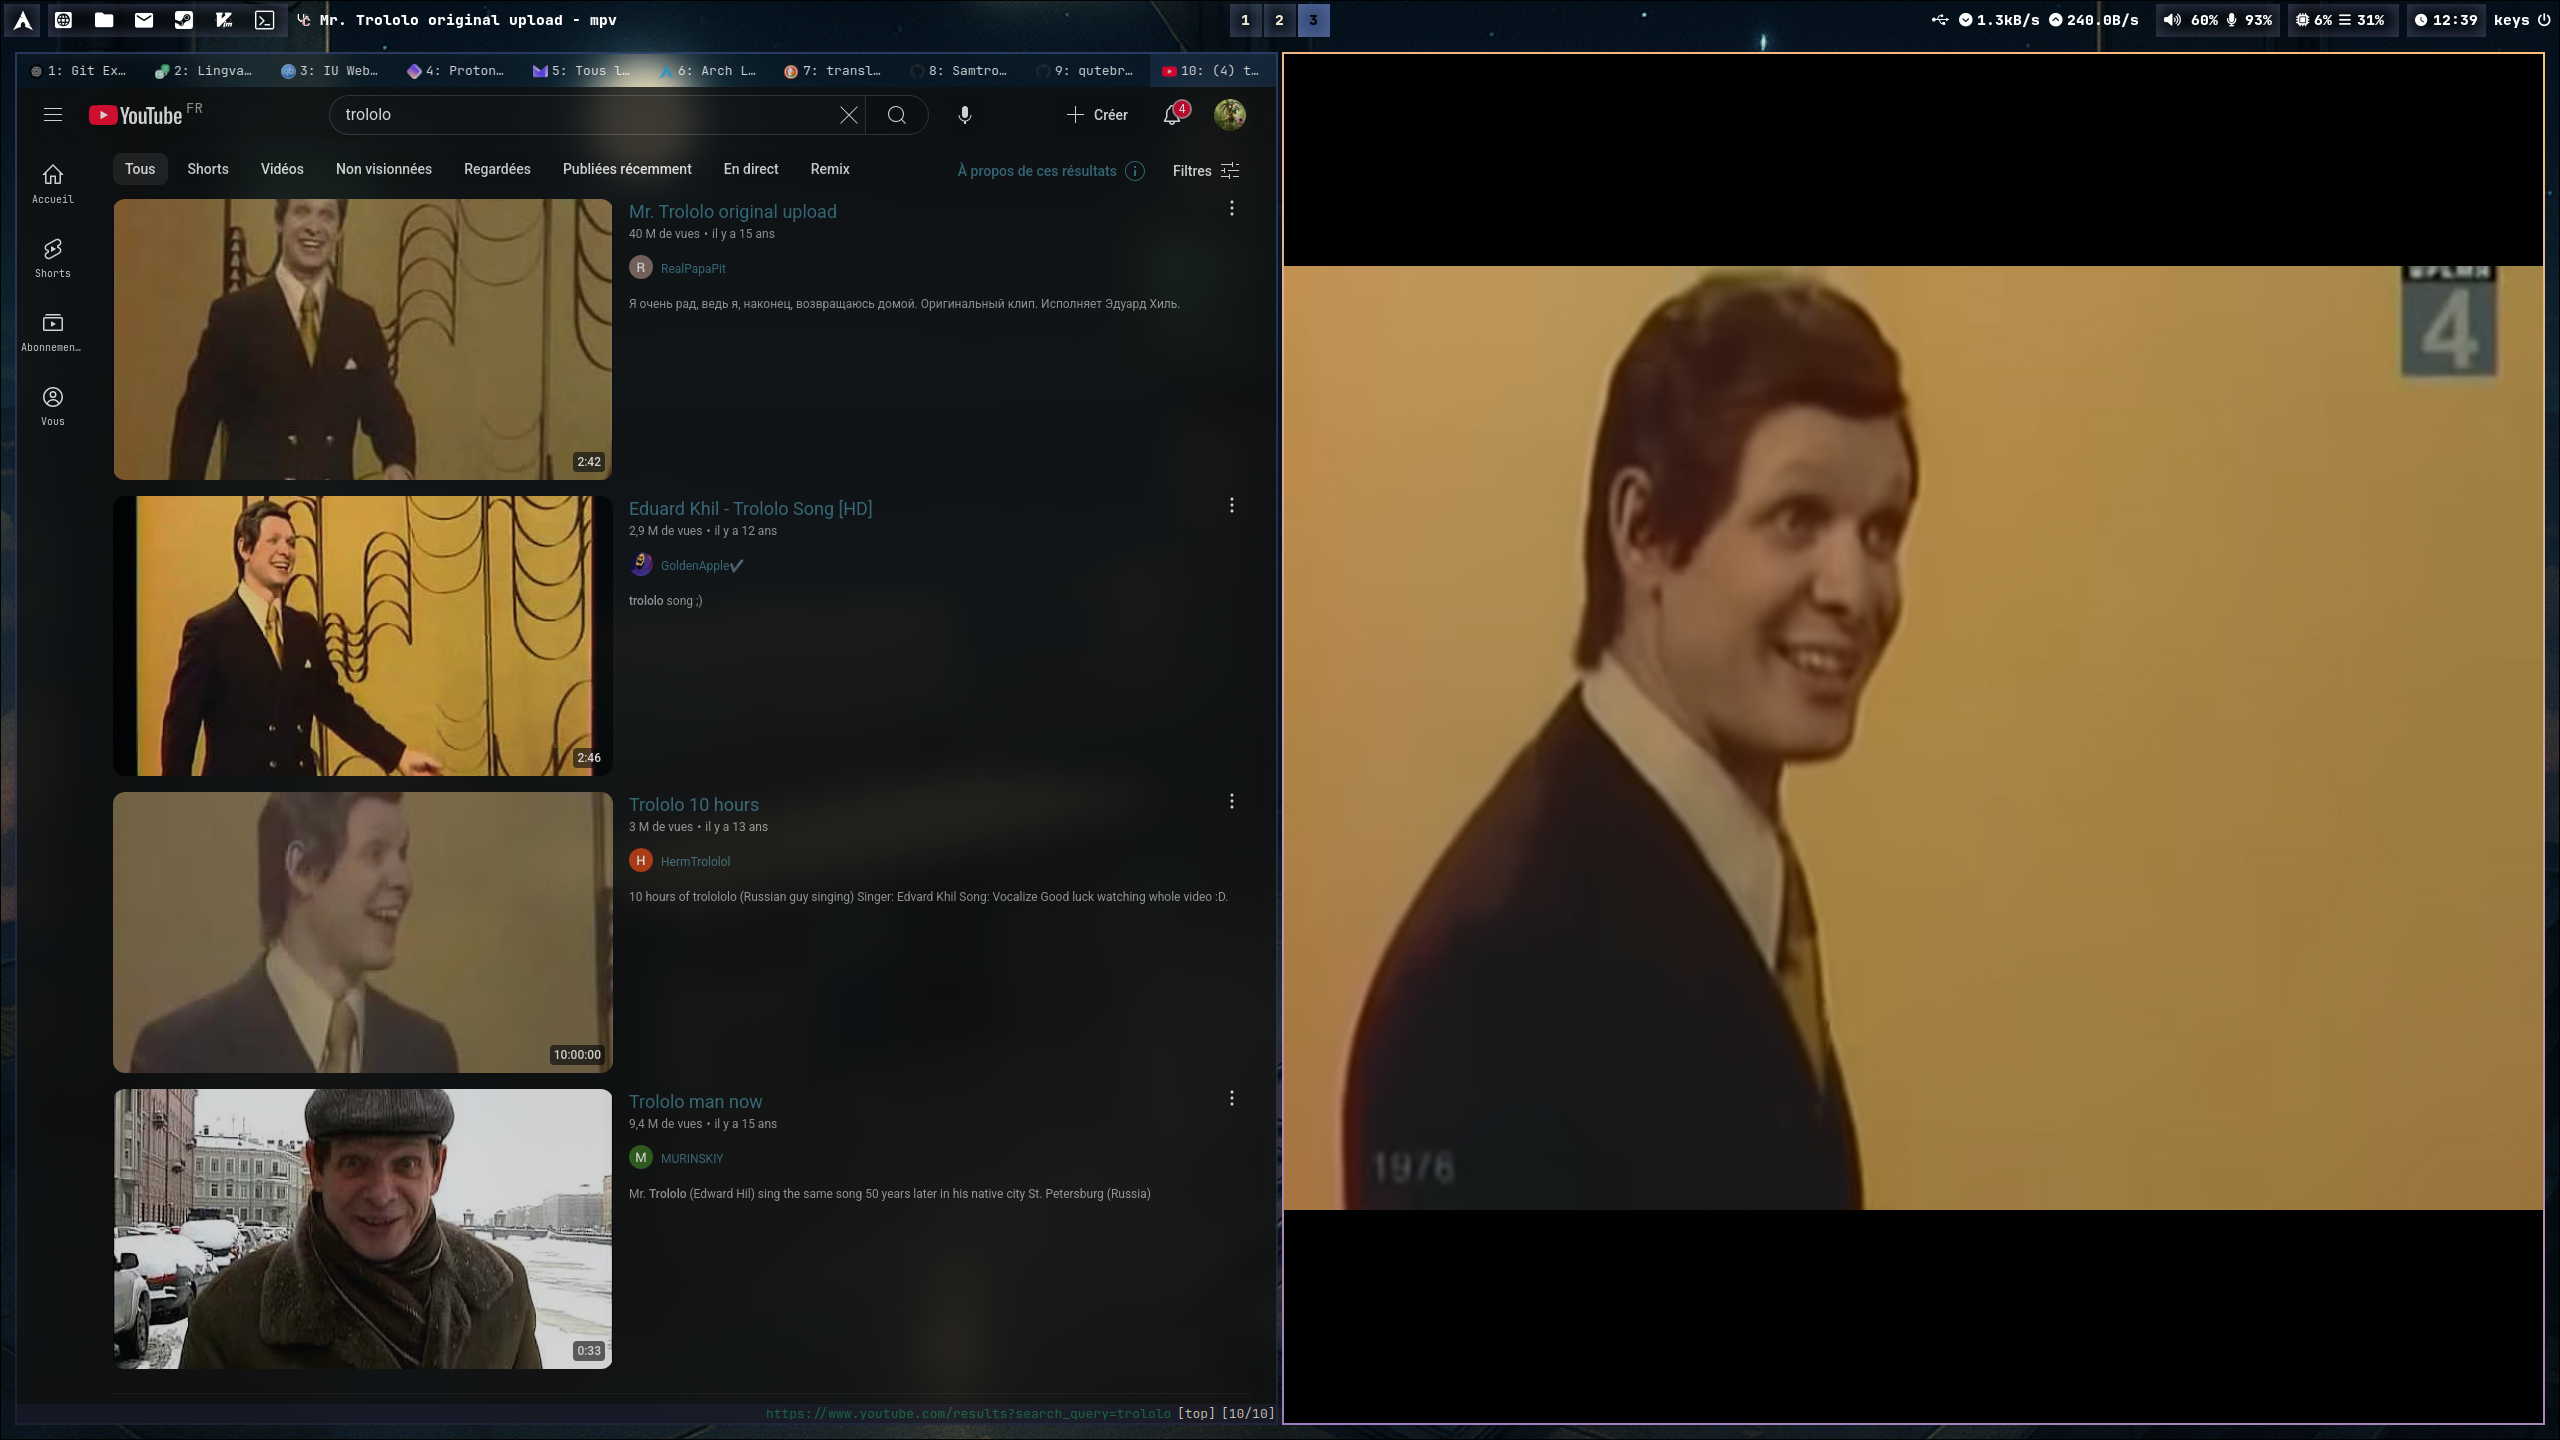 Mr. Trololo original upload - mpv
1 2 3
1.3kB/s 240.0B/s 60% 93% 6% 31% 12:39 keys
1: Git Ex… 2: Lingva… 3: IU Web… 4: Proton… 5: Tous l… 6: Arch L… 7: transl… 8: Samtro… 9: qutebr… 10: (4) t…
YouTube FR
trololo
Créer
4
Tous Shorts Vidéos Non visionnées Regardées Publiées récemment En direct Remix
À propos de ces résultats
Filtres
Accueil
Shorts
Abonnemen…
Vous
2:42
Mr. Trololo original upload
40 M de vues • il y a 15 ans
R RealPapaPit
Я очень рад, ведь я, наконец, возвращаюсь домой. Оригинальный клип. Исполняет Эдуард Хиль.
2:46
Eduard Khil - Trololo Song [HD]
2,9 M de vues • il y a 12 ans
GoldenApple✔
trololo song ;)
10:00:00
Trololo 10 hours
3 M de vues • il y a 13 ans
H HermTrololol
10 hours of trolololo (Russian guy singing) Singer: Edvard Khil Song: Vocalize Good luck watching whole video :D.
0:33
Trololo man now
9,4 M de vues • il y a 15 ans
M MURINSKIY
Mr. Trololo (Edward Hil) sing the same song 50 years later in his native city St. Petersburg (Russia)
https://www.youtube.com/results?search_query=trololo [top] [10/10]
4
1976